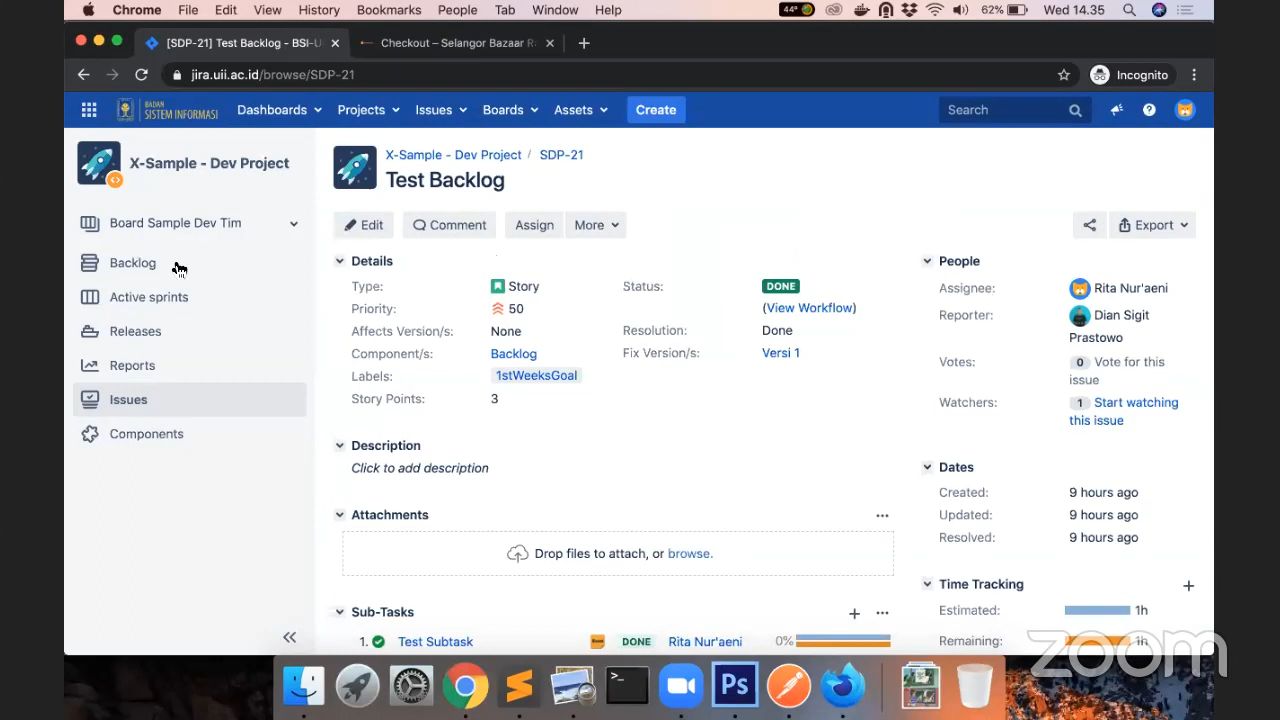 Chrome File Edit View History Bookmarks People Tab Window Help 44° 62% Wed 14.35
[SDP-21] Test Backlog - BSI-U
Checkout – Selangor Bazaar R
jira.uii.ac.id/browse/SDP-21 Incognito
BADAN
SISTEM INFORMASI
Dashboards Projects Issues Boards Assets Create Search
X-Sample - Dev Project
Board Sample Dev Tim
Backlog
Active sprints
Releases
Reports
Issues
Components
X-Sample - Dev Project / SDP-21
Test Backlog
Edit Comment Assign More Export
Details
Type: Story
Priority: 50
Affects Version/s: None
Component/s: Backlog
Labels: 1stWeeksGoal
Story Points: 3
Status: DONE
(View Workflow)
Resolution: Done
Fix Version/s: Versi 1
Description
Click to add description
Attachments
Drop files to attach, or browse.
Sub-Tasks
1. Test Subtask DONE Rita Nur'aeni 0%
People
Assignee: Rita Nur'aeni
Reporter: Dian Sigit
Prastowo
Votes: 0 Vote for this
issue
Watchers: 1 Start watching
this issue
Dates
Created: 9 hours ago
Updated: 9 hours ago
Resolved: 9 hours ago
Time Tracking
Estimated: 1h
Remaining: 1h
zoom
Ps